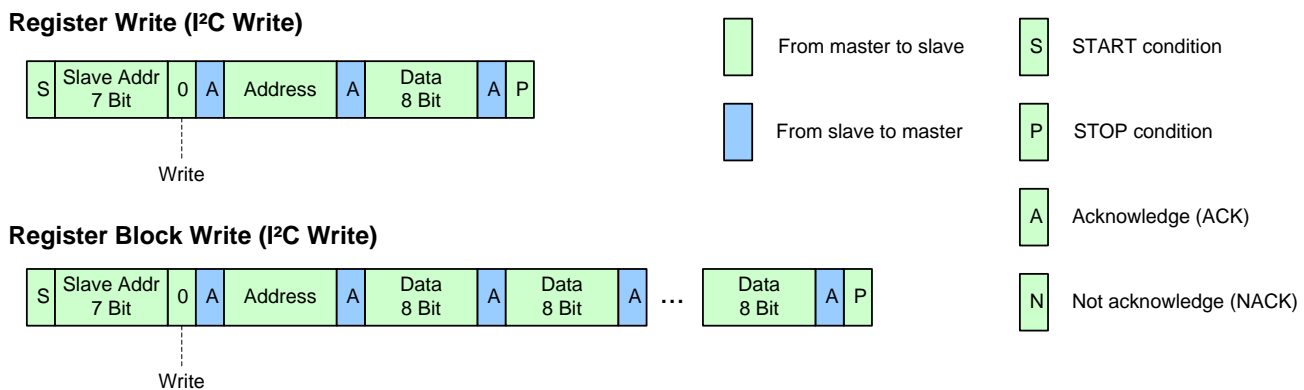 Register Write (I²C Write)
S Slave Addr 7 Bit 0 A Address A Data 8 Bit A P
Write
Register Block Write (I²C Write)
S Slave Addr 7 Bit 0 A Address A Data 8 Bit A Data 8 Bit A ... Data 8 Bit A P
Write
From master to slave
From slave to master
S START condition
P STOP condition
A Acknowledge (ACK)
N Not acknowledge (NACK)